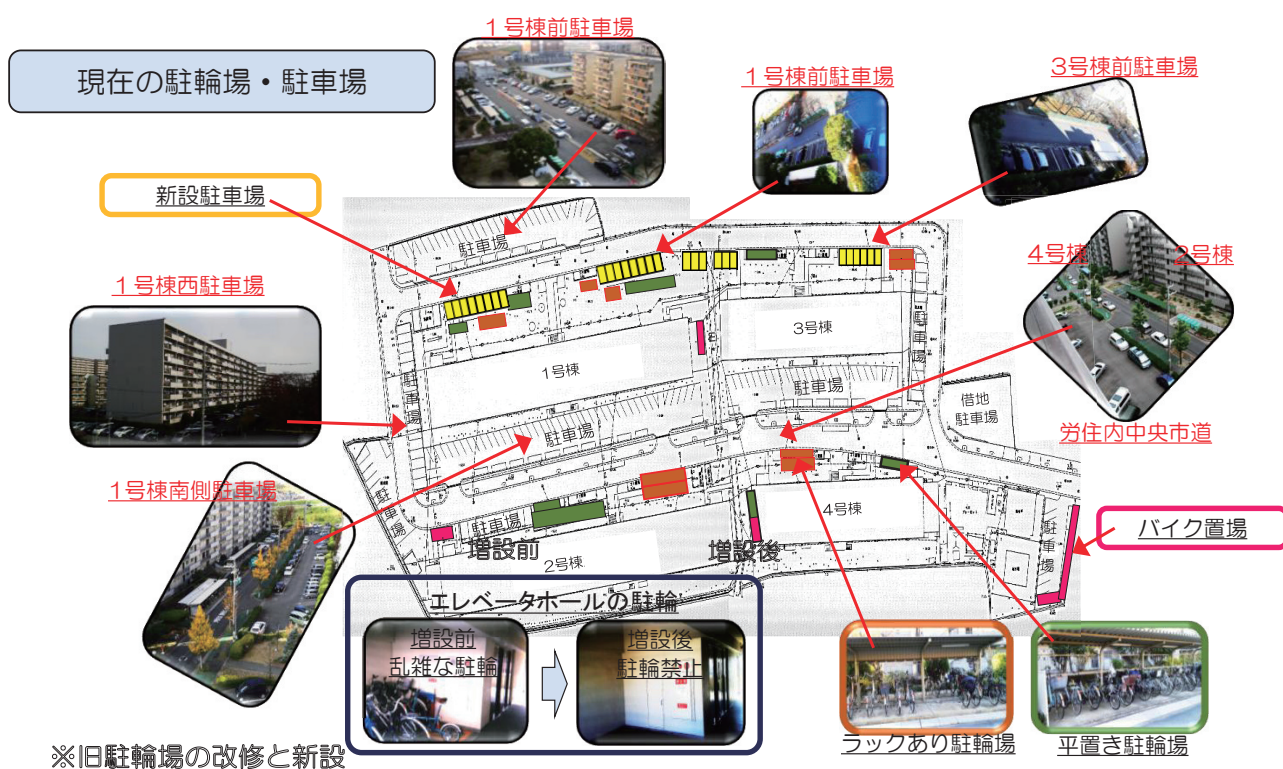 １号棟前駐車場
現在の駐輪場・駐車場
１号棟前駐車場
3号棟前駐車場
新設駐車場
4号棟
2号棟
１号棟西駐車場
駐車場
3号棟
駐車場
1号棟
駐車場
駐車場
借地
駐車場
労住内中央市道
駐車場
1号棟南側駐車場
駐車場
駐車場
4号棟
駐車場
バイク置場
増設前
増設後
2号棟
エレベータホールの駐輪
増設前
乱雑な駐輪
増設後
駐輪禁止
ラックあり駐輪場
平置き駐輪場
※旧駐輪場の改修と新設